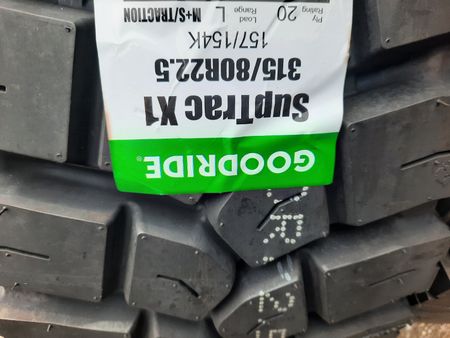 GOODRIDE®
SupTrac X1
315/80R22.5
157/154K
Ply Rating 20 Load Range L M+S/TRACTION